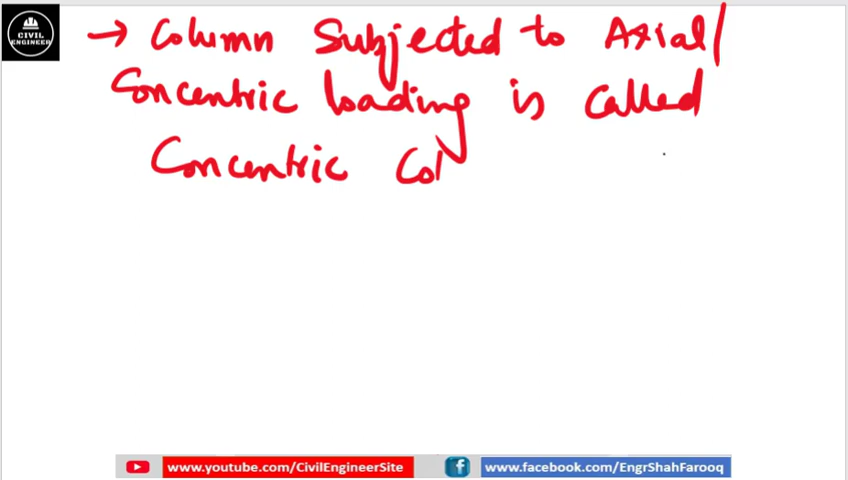 CIVIL
ENGINEER
→ Column Subjected to Axial/
Concentric loading is called
Concentric Col
www.youtube.com/CivilEngineerSite
www.facebook.com/EngrShahFarooq